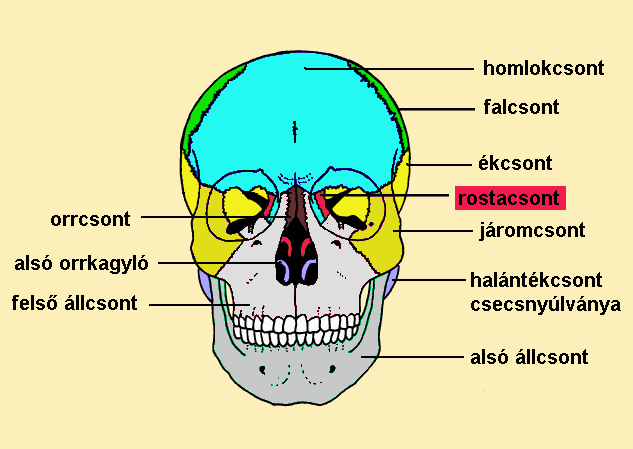 homlokcsont
falcsont
ékcsont
rostacsont
orrcsont
járomcsont
alsó orrkagyló
halántékcsont
csecsnyúlványa
felső állcsont
alsó állcsont